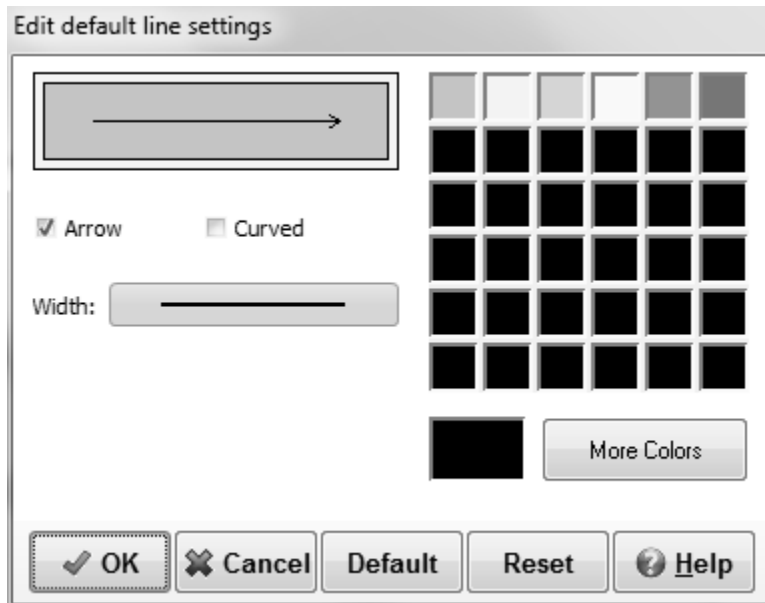 Edit default line settings
Arrow Curved
Width:
More Colors
OK Cancel Default Reset Help